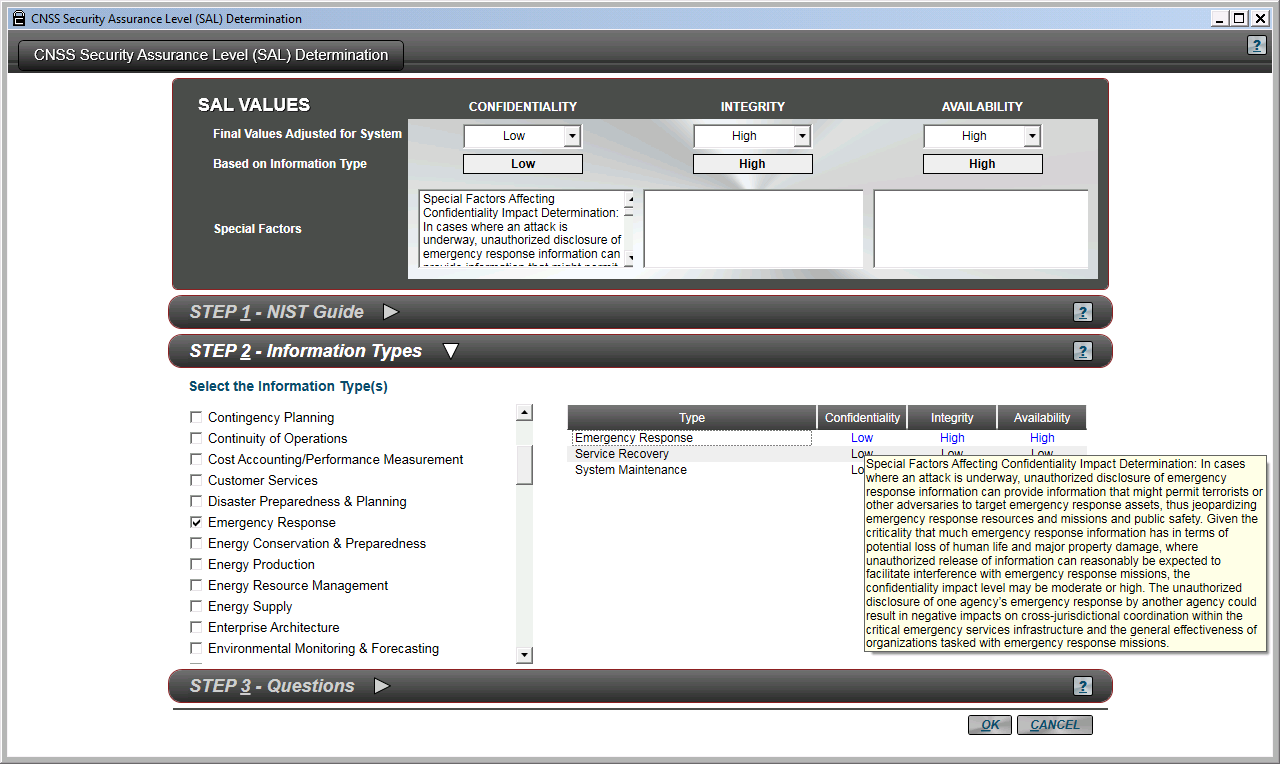 CNSS Security Assurance Level (SAL) Determination
CNSS Security Assurance Level (SAL) Determination
?
SAL VALUES
CONFIDENTIALITY INTEGRITY AVAILABILITY
Final Values Adjusted for System Low High High
Based on Information Type Low High High
Special Factors
Special Factors Affecting
Confidentiality Impact Determination:
In cases where an attack is
underway, unauthorized disclosure of
emergency response information can
provide information that might permit
STEP 1 - NIST Guide ?
STEP 2 - Information Types ?
Select the Information Type(s)
Contingency Planning
Continuity of Operations
Cost Accounting/Performance Measurement
Customer Services
Disaster Preparedness & Planning
Emergency Response
Energy Conservation & Preparedness
Energy Production
Energy Resource Management
Energy Supply
Enterprise Architecture
Environmental Monitoring & Forecasting
Type Confidentiality Integrity Availability
Emergency Response Low High High
Service Recovery Low Low Low
System Maintenance
Special Factors Affecting Confidentiality Impact Determination: In cases
where an attack is underway, unauthorized disclosure of emergency
response information can provide information that might permit terrorists or
other adversaries to target emergency response assets, thus jeopardizing
emergency response resources and missions and public safety. Given the
criticality that much emergency response information has in terms of
potential loss of human life and major property damage, where
unauthorized release of information can reasonably be expected to
facilitate interference with emergency response missions, the
confidentiality impact level may be moderate or high. The unauthorized
disclosure of one agency's emergency response by another agency could
result in negative impacts on cross-jurisdictional coordination within the
critical emergency services infrastructure and the general effectiveness of
organizations tasked with emergency response missions.
STEP 3 - Questions ?
OK CANCEL